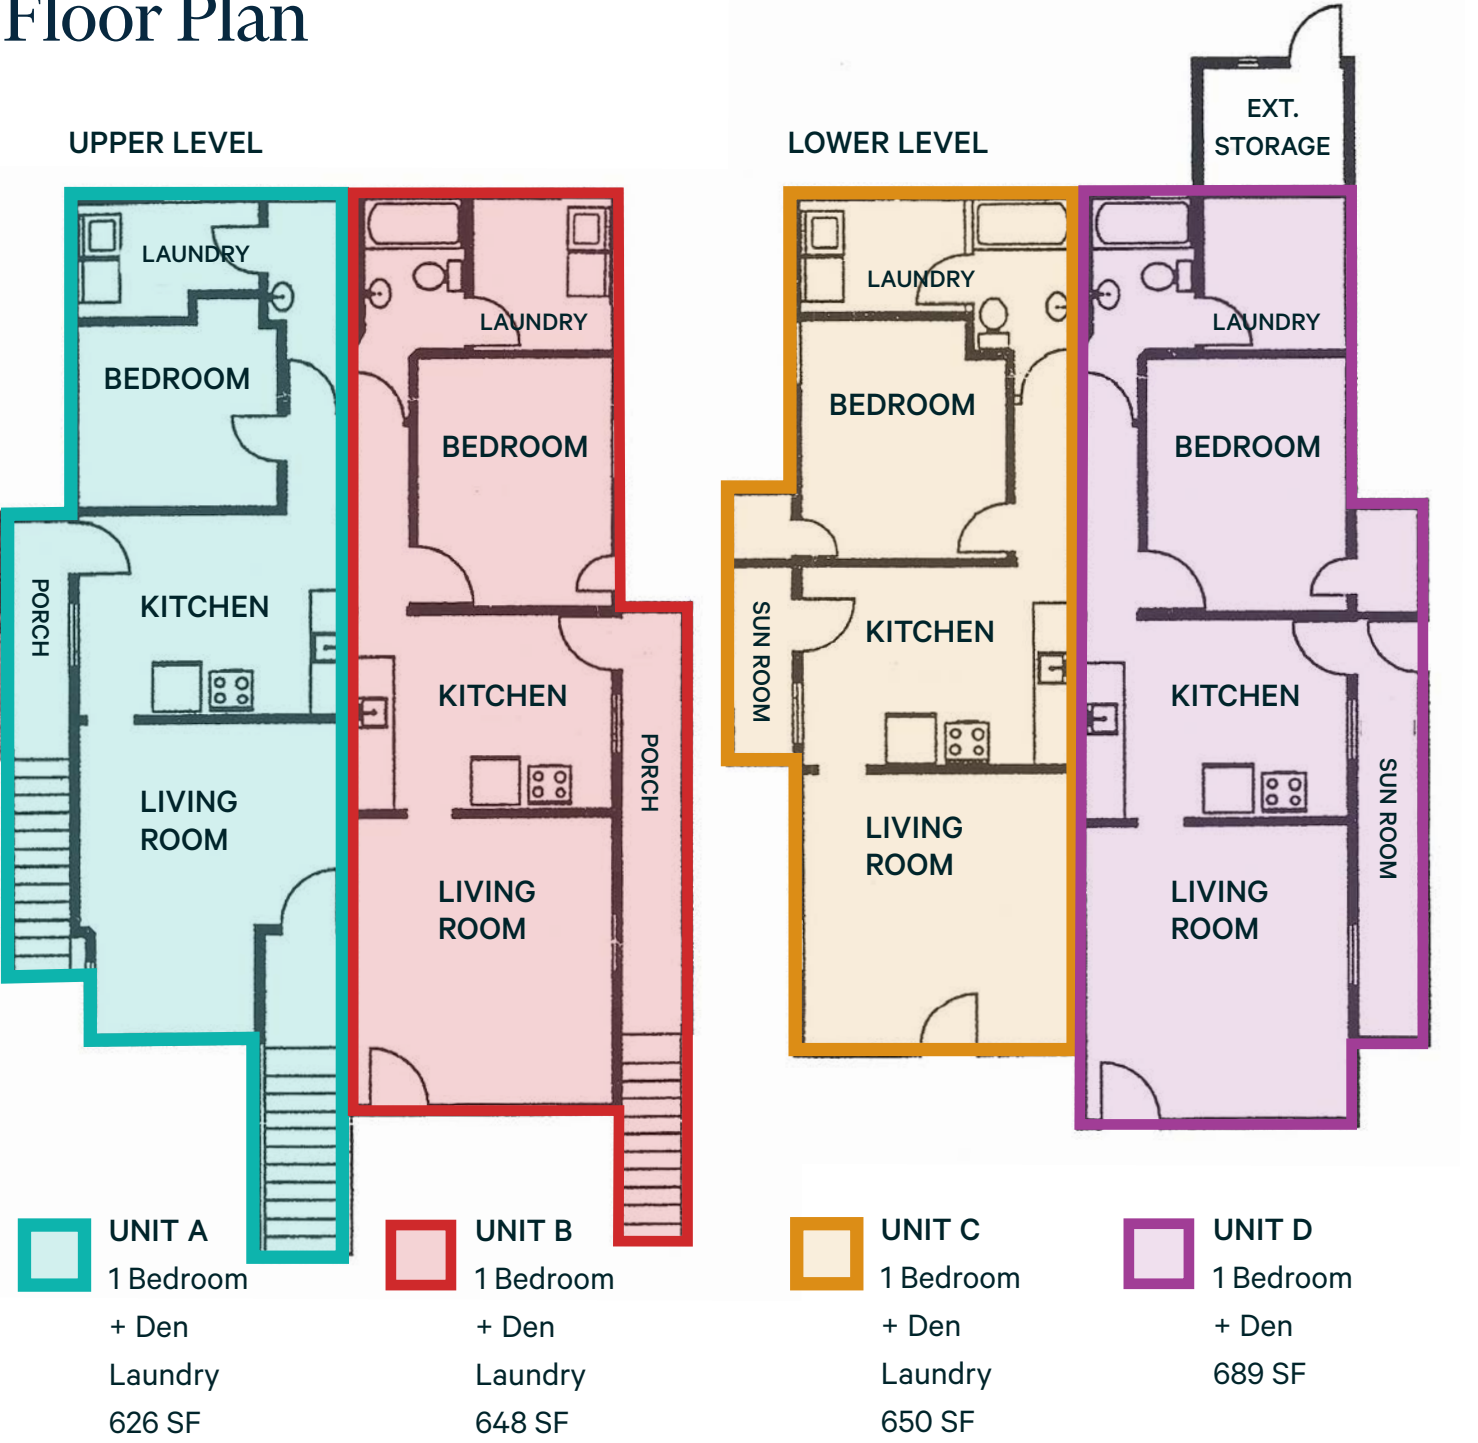 Floor Plan
UPPER LEVEL
LOWER LEVEL
EXT.
STORAGE
LAUNDRY
BEDROOM
PORCH
KITCHEN
LIVING
ROOM
LAUNDRY
BEDROOM
KITCHEN
PORCH
LIVING
ROOM
LAUNDRY
BEDROOM
SUN ROOM
KITCHEN
LIVING
ROOM
LAUNDRY
BEDROOM
KITCHEN
SUN ROOM
LIVING
ROOM
UNIT A
1 Bedroom
+ Den
Laundry
626 SF
UNIT B
1 Bedroom
+ Den
Laundry
648 SF
UNIT C
1 Bedroom
+ Den
Laundry
650 SF
UNIT D
1 Bedroom
+ Den
689 SF